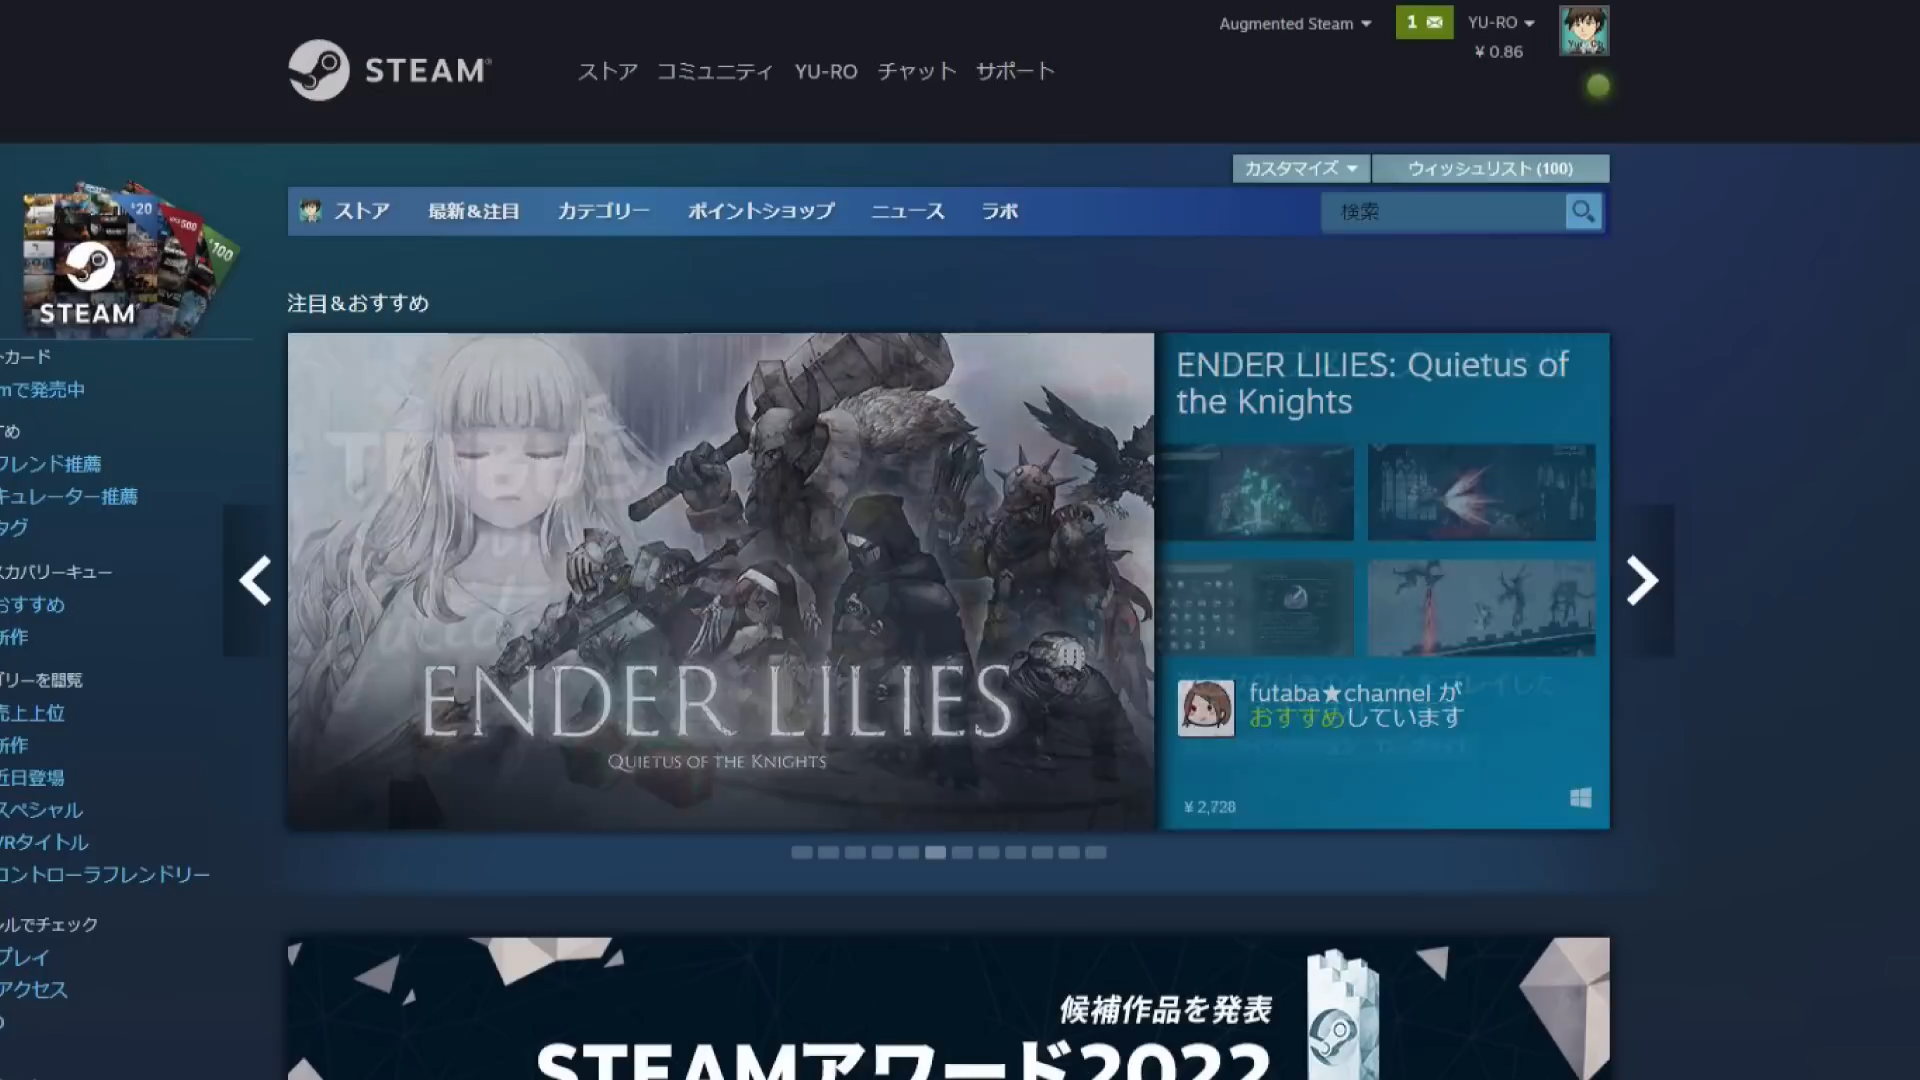 Augmented Steam
1
YU-RO
¥ 0.86
STEAM
ストア
コミュニティ
YU-RO
チャット
サポート
カスタマイズ
ウィッシュリスト (100)
ストア
最新&注目
カテゴリー
ポイントショップ
ニュース
ラボ
検索
$20
$100
STEAM
注目&おすすめ
ENDER LILIES: Quietus of
the Knights
ENDER LILIES
QUIETUS OF THE KNIGHTS
futaba★channel が
おすすめしています
¥ 2,728
カード
mで発売中
フレンド推薦
キュレーター推薦
タグ
スカバリーキュー
おすすめ
新作
ゴリーを閲覧
売上上位
新作
近日登場
スペシャル
VRタイトル
コントローラフレンドリー
ルでチェック
プレイ
アクセス
候補作品を発表
STEAMアワード2022